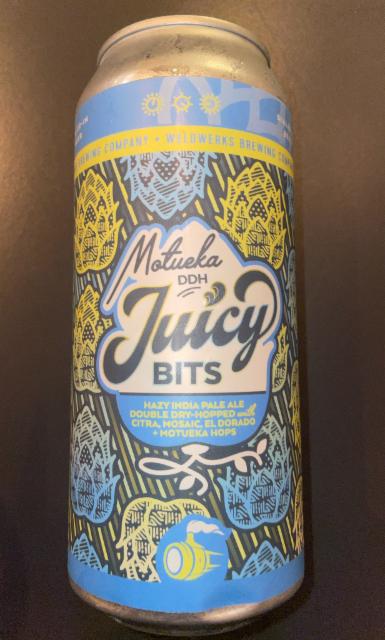 BREWING COMPANY • WELDWERKS BREWING COMPANY
Motueka
DDH
Juicy
BITS
HAZY INDIA PALE ALE
DOUBLE DRY-HOPPED with
CITRA, MOSAIC, EL DORADO
+ MOTUEKA HOPS